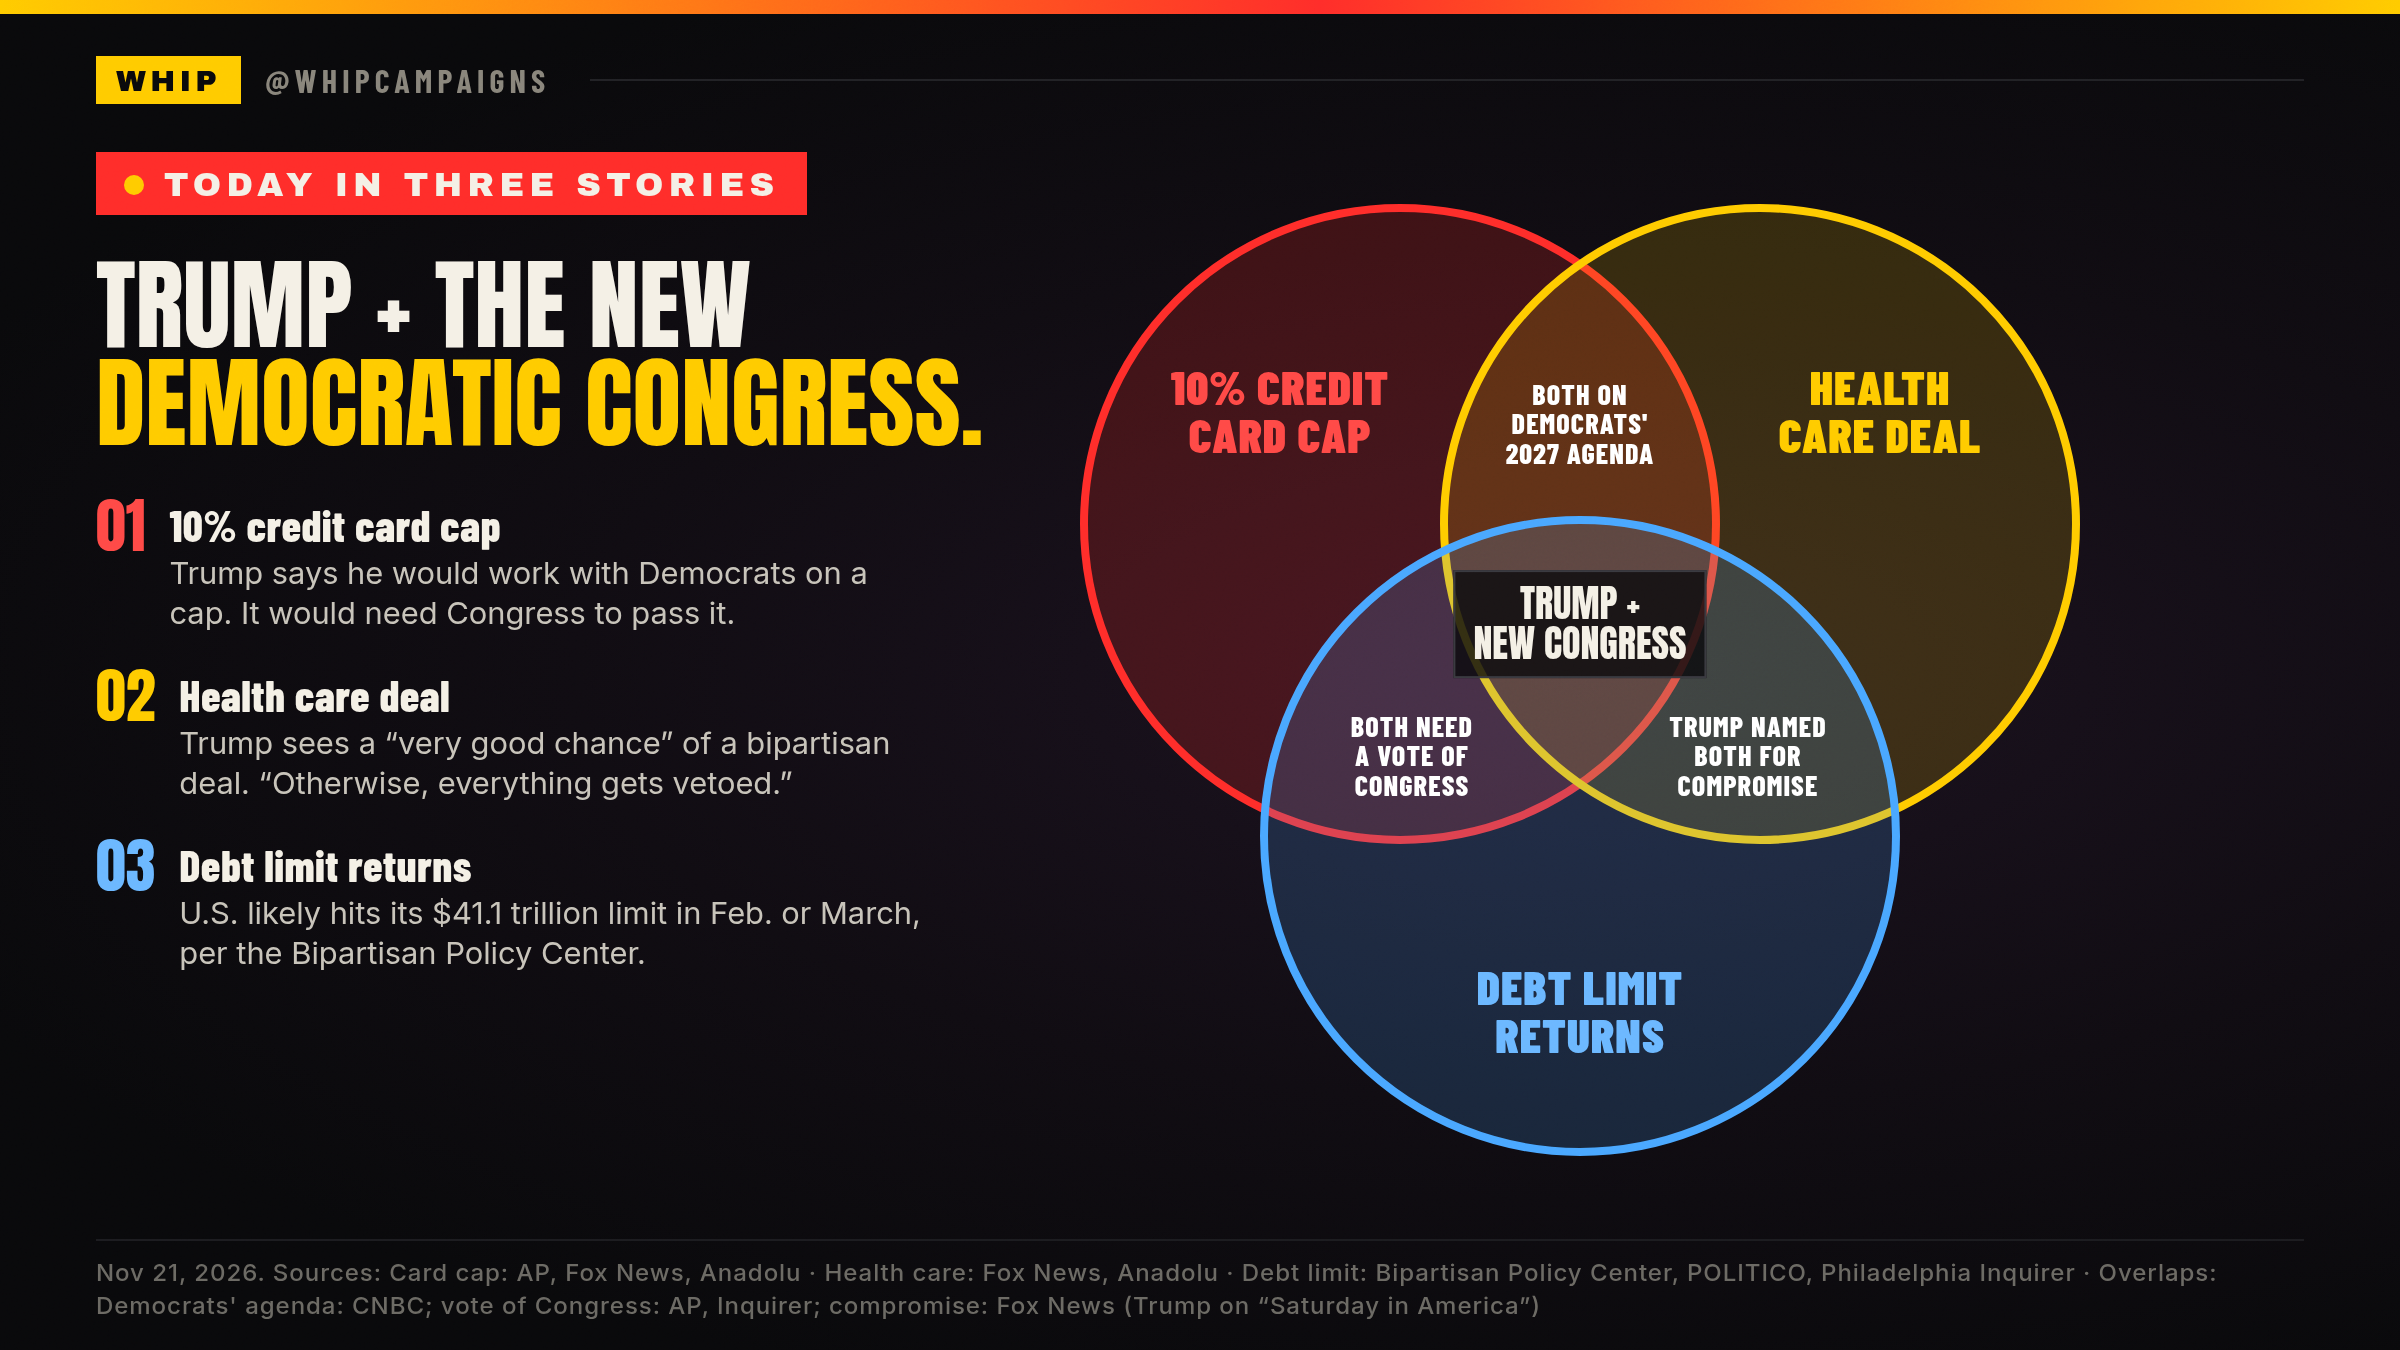 WHIP @WHIPCAMPAIGNS
TODAY IN THREE STORIES
TRUMP + THE NEW
DEMOCRATIC CONGRESS.
01 10% credit card cap
Trump says he would work with Democrats on a
cap. It would need Congress to pass it.
02 Health care deal
Trump sees a “very good chance” of a bipartisan
deal. “Otherwise, everything gets vetoed.”
03 Debt limit returns
U.S. likely hits its $41.1 trillion limit in Feb. or March,
per the Bipartisan Policy Center.
10% CREDIT
CARD CAP
BOTH ON
DEMOCRATS'
2027 AGENDA
HEALTH
CARE DEAL
TRUMP +
NEW CONGRESS
BOTH NEED
A VOTE OF
CONGRESS
TRUMP NAMED
BOTH FOR
COMPROMISE
DEBT LIMIT
RETURNS
Nov 21, 2026. Sources: Card cap: AP, Fox News, Anadolu · Health care: Fox News, Anadolu · Debt limit: Bipartisan Policy Center, POLITICO, Philadelphia Inquirer · Overlaps:
Democrats' agenda: CNBC; vote of Congress: AP, Inquirer; compromise: Fox News (Trump on “Saturday in America”)